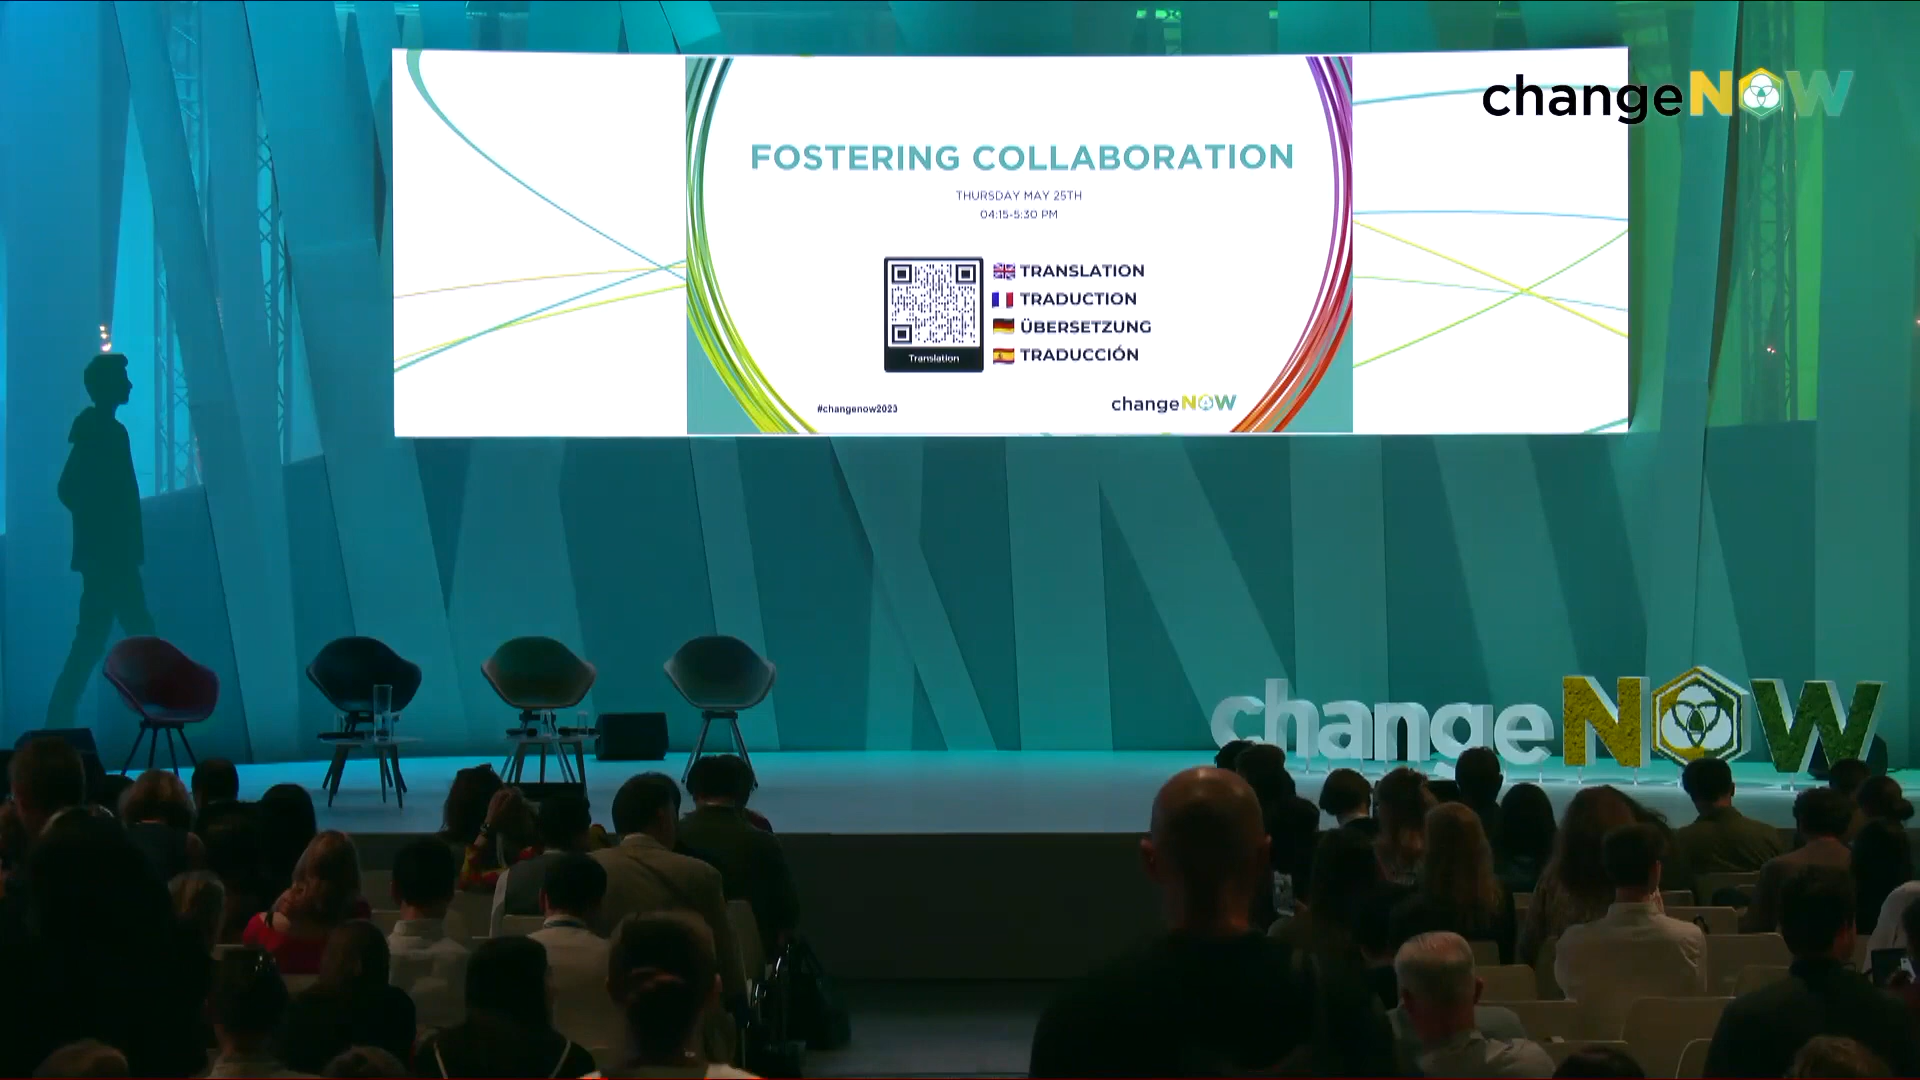 changeNOW
FOSTERING COLLABORATION
THURSDAY MAY 25TH
04:15-5:30 PM
TRANSLATION
TRADUCTION
ÜBERSETZUNG
TRADUCCIÓN
Translation
#changenow2023
changeNOW
changeNOW